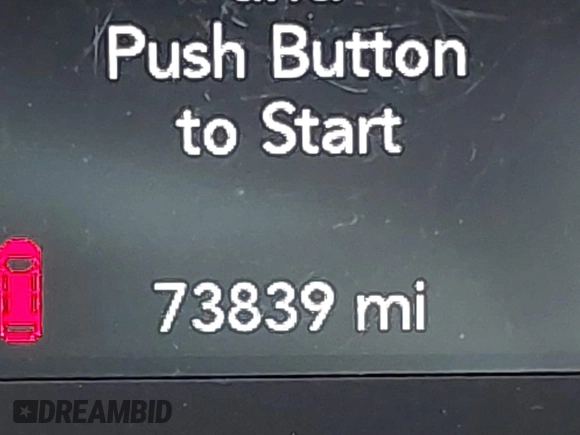 Push Button
to Start
73839 mi
DREAMBID